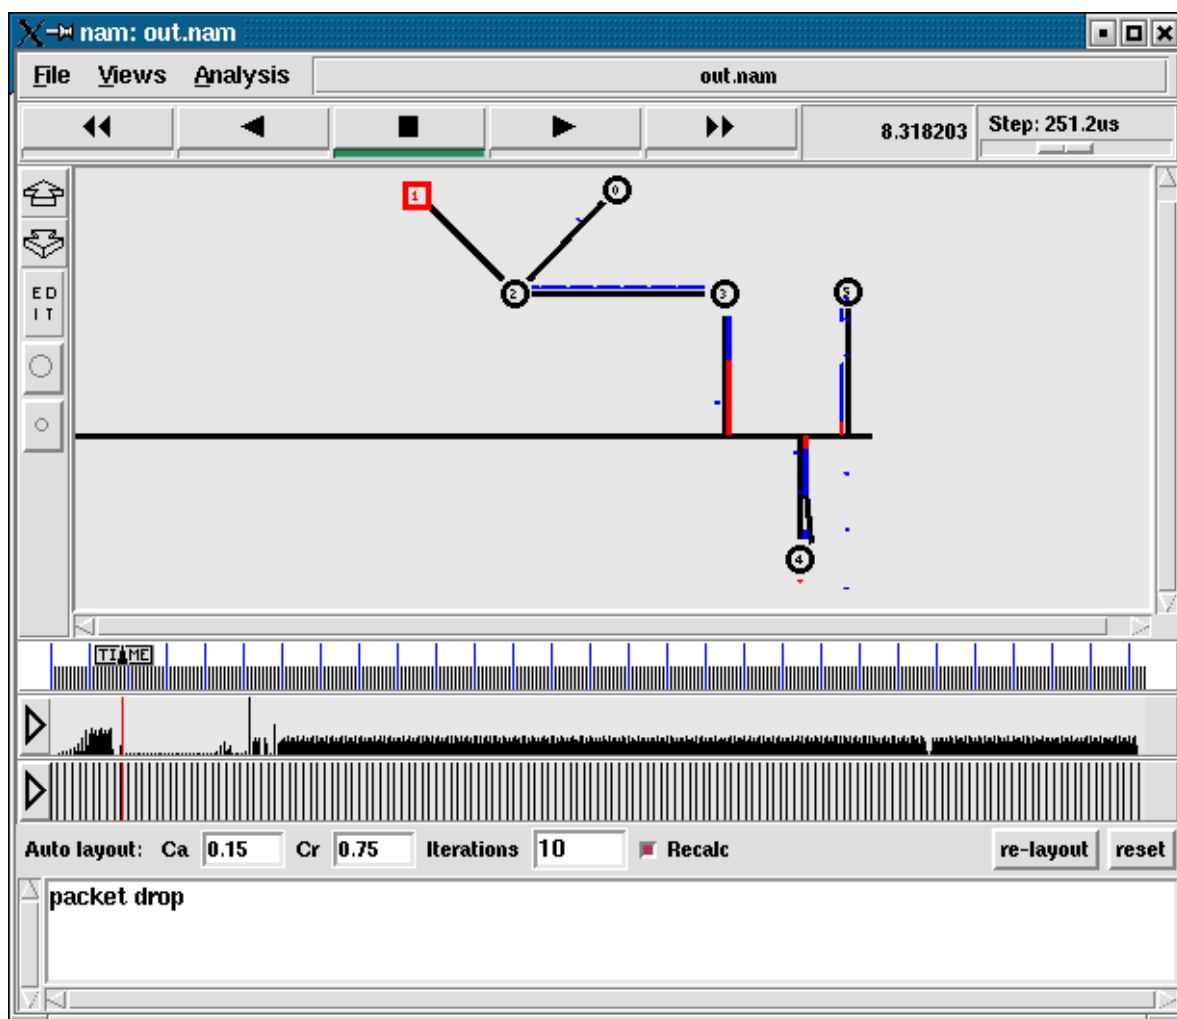 nam: out.nam
File Views Analysis out.nam
8.318203 Step: 251.2us
1 0
2 3 5
ED
IT
4
TIME
Auto layout: Ca 0.15 Cr 0.75 Iterations 10 Recalc re-layout reset
packet drop